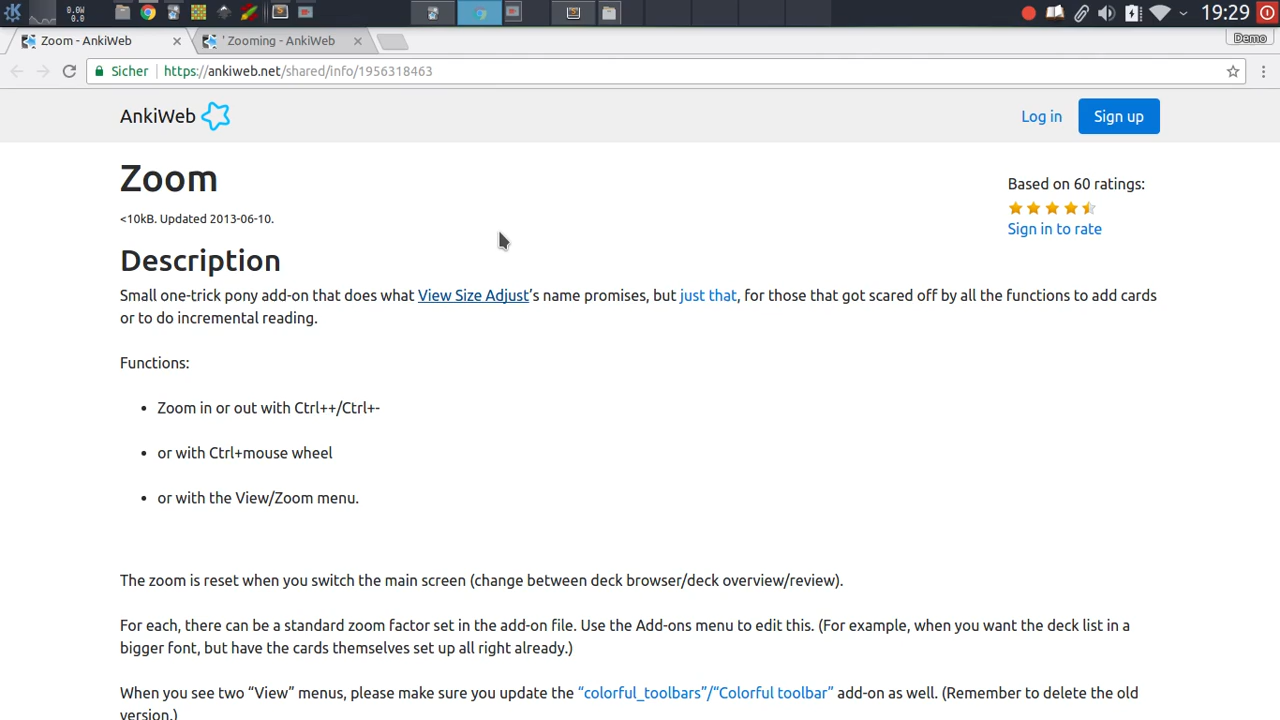 0.0W
0.0
19:29
Zoom - AnkiWeb
' Zooming - AnkiWeb
Demo
Sicher
https://ankiweb.net/shared/info/1956318463
AnkiWeb
Log in
Sign up
Zoom
<10kB. Updated 2013-06-10.
Based on 60 ratings:
Sign in to rate
Description
Small one-trick pony add-on that does what View Size Adjust’s name promises, but just that, for those that got scared off by all the functions to add cards
or to do incremental reading.
Functions:
• Zoom in or out with Ctrl++/Ctrl+-
• or with Ctrl+mouse wheel
• or with the View/Zoom menu.
The zoom is reset when you switch the main screen (change between deck browser/deck overview/review).
For each, there can be a standard zoom factor set in the add-on file. Use the Add-ons menu to edit this. (For example, when you want the deck list in a
bigger font, but have the cards themselves set up all right already.)
When you see two “View” menus, please make sure you update the “colorful_toolbars”/“Colorful toolbar” add-on as well. (Remember to delete the old
version.)